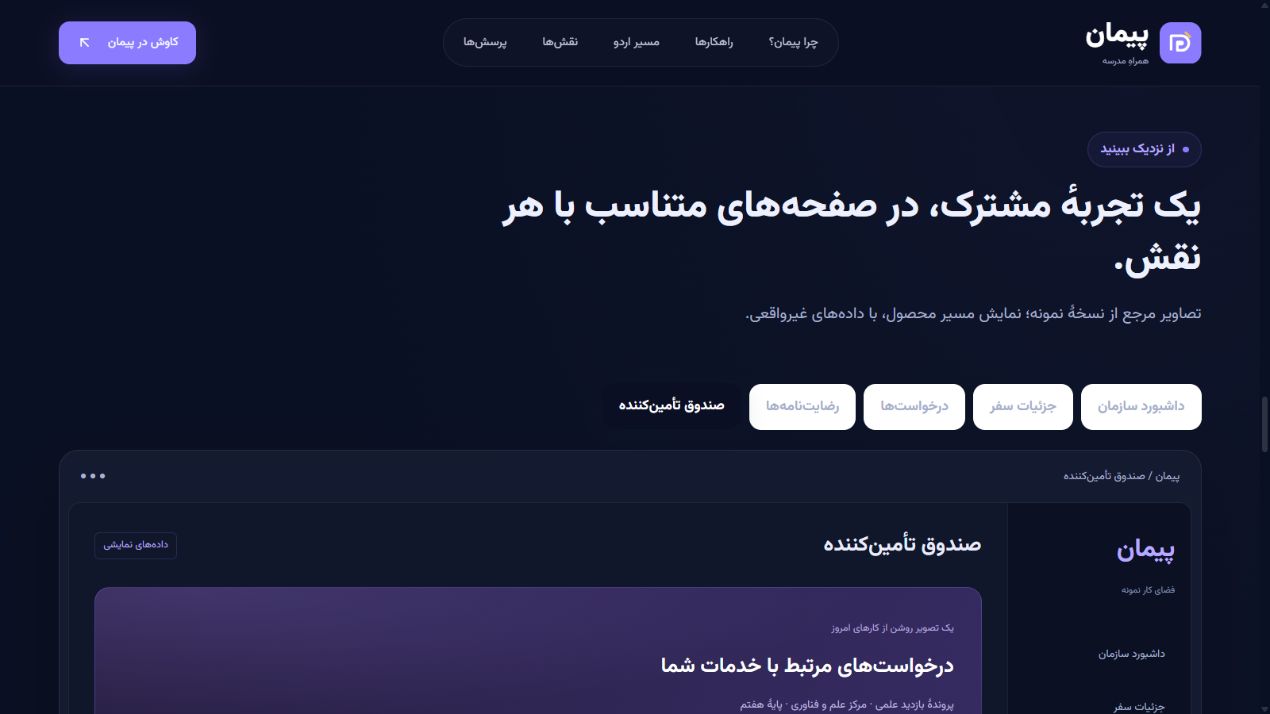 پیمان
همراه مدرسه
چرا پیمان؟
راهکارها
مسیر اردو
نقش‌ها
پرسش‌ها
کاوش در پیمان
از نزدیک ببینید
یک تجربهٔ مشترک، در صفحه‌های متناسب با هر
نقش.
تصاویر مرجع از نسخهٔ نمونه؛ نمایش مسیر محصول، با داده‌های غیرواقعی.
داشبورد سازمان
جزئیات سفر
درخواست‌ها
رضایت‌نامه‌ها
صندوق تأمین‌کننده
پیمان / صندوق تأمین‌کننده
پیمان
فضای کار نمونه
داشبورد سازمان
جزئیات سفر
صندوق تأمین‌کننده
داده‌های نمایشی
یک تصویر روشن از کارهای امروز
درخواست‌های مرتبط با خدمات شما
پروندهٔ بازدید علمی · مرکز علم و فناوری · پایهٔ هفتم